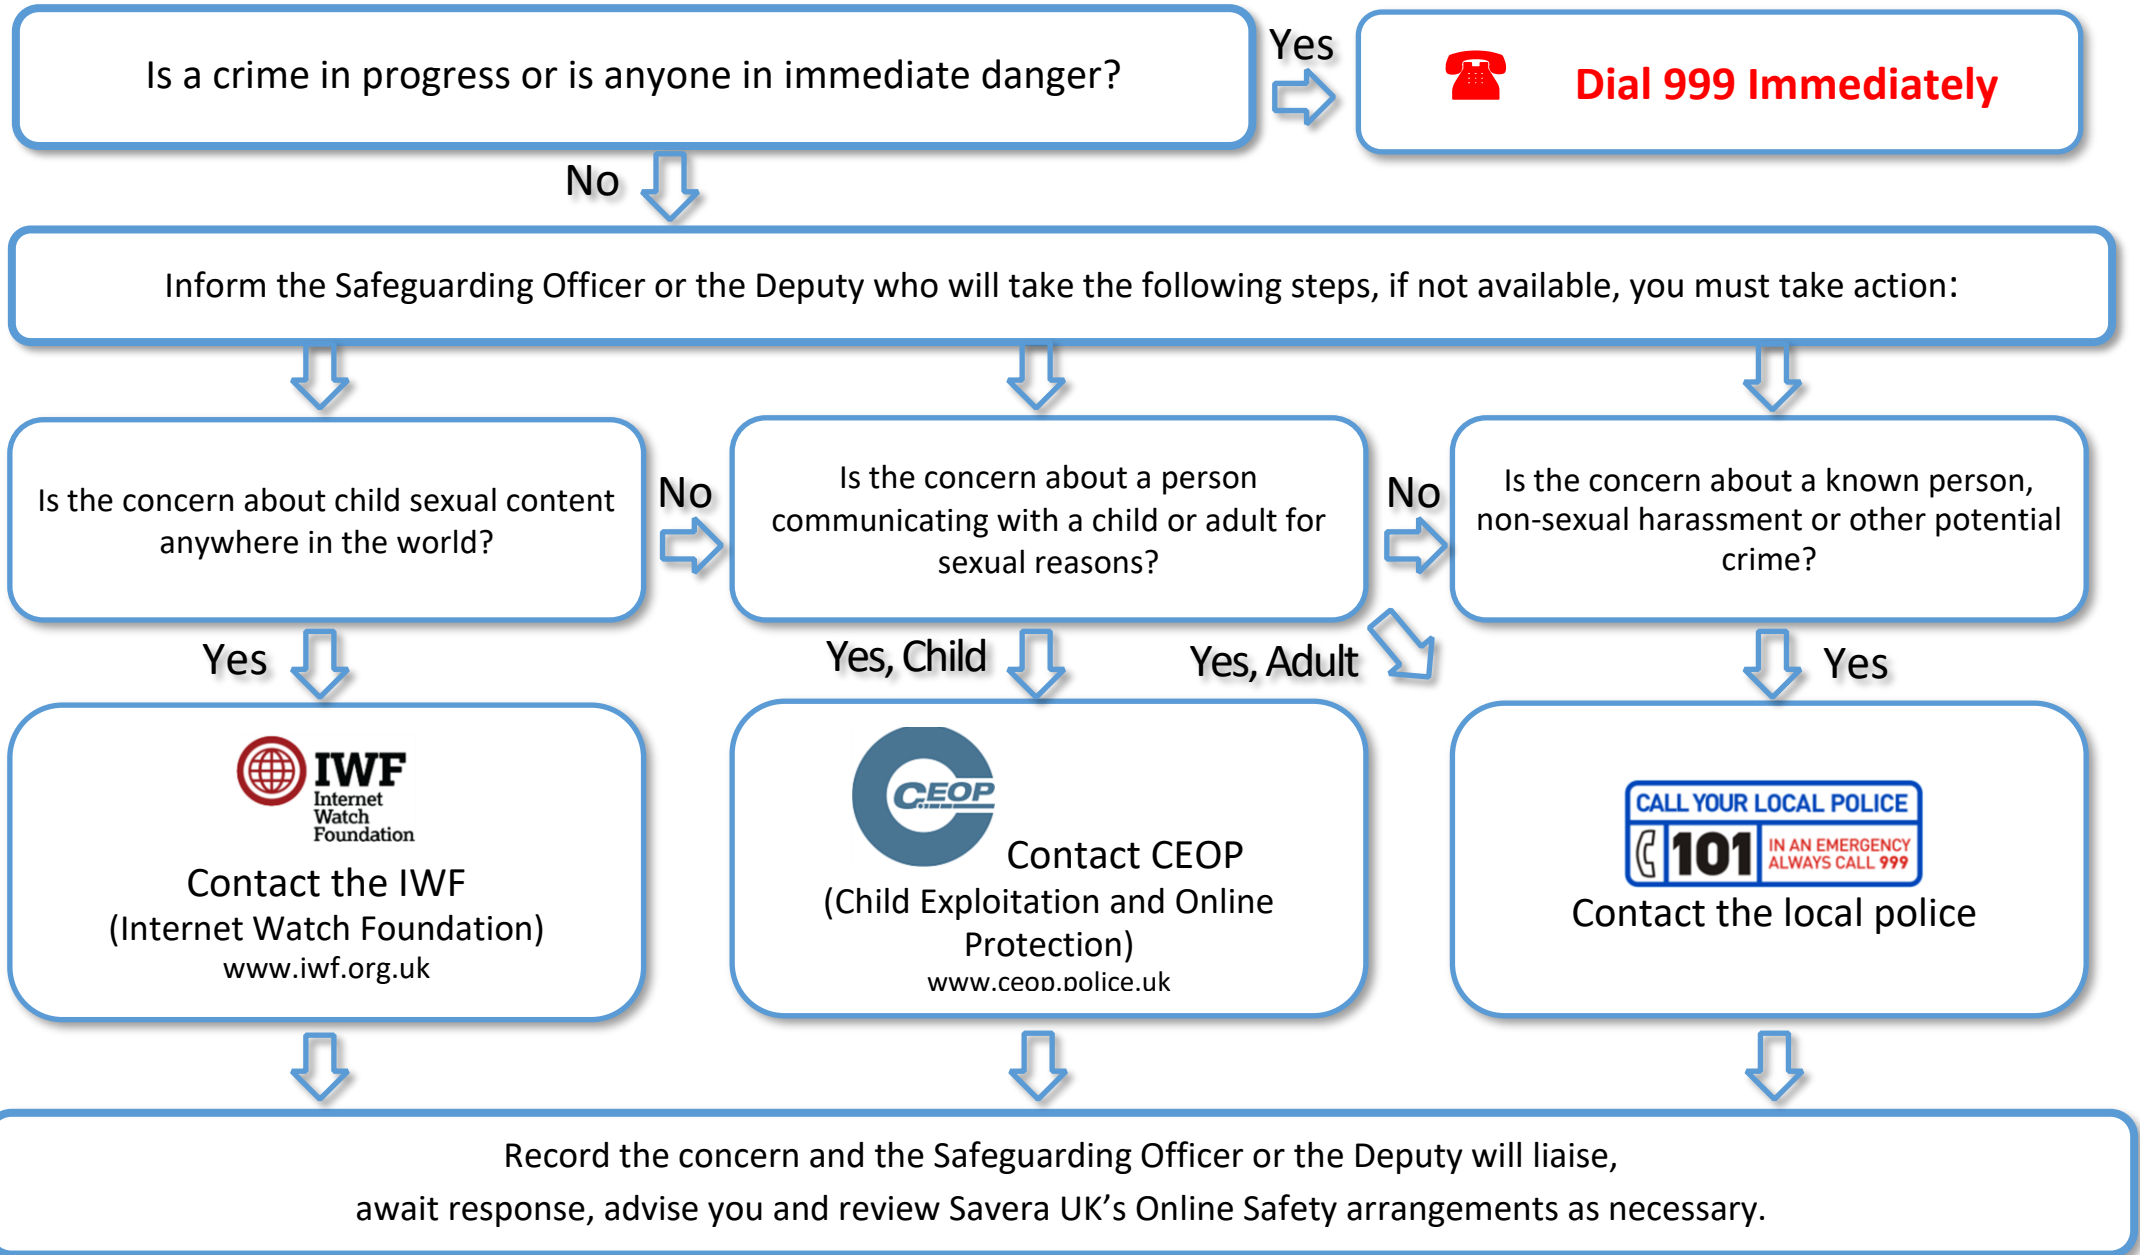 Is a crime in progress or is anyone in immediate danger?
Yes
Dial 999 Immediately
No
Inform the Safeguarding Officer or the Deputy who will take the following steps, if not available, you must take action:
Is the concern about child sexual content
anywhere in the world?
No
Is the concern about a person
communicating with a child or adult for
sexual reasons?
No
Is the concern about a known person,
non-sexual harassment or other potential
crime?
Yes
Yes, Child
Yes, Adult
Yes
IWF
Internet
Watch
Foundation
Contact the IWF
(Internet Watch Foundation)
www.iwf.org.uk
CEOP
Contact CEOP
(Child Exploitation and Online
Protection)
www.ceop.police.uk
CALL YOUR LOCAL POLICE
101
IN AN EMERGENCY
ALWAYS CALL 999
Contact the local police
Record the concern and the Safeguarding Officer or the Deputy will liaise,
await response, advise you and review Savera UK’s Online Safety arrangements as necessary.